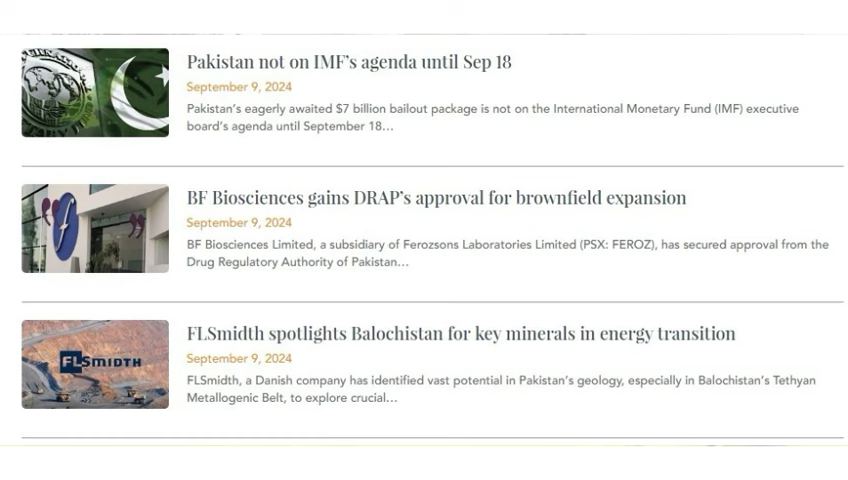 Pakistan not on IMF's agenda until Sep 18
September 9, 2024
Pakistan's eagerly awaited $7 billion bailout package is not on the International Monetary Fund (IMF) executive
board's agenda until September 18…
BF Biosciences gains DRAP's approval for brownfield expansion
September 9, 2024
BF Biosciences Limited, a subsidiary of Ferozsons Laboratories Limited (PSX: FEROZ), has secured approval from the
Drug Regulatory Authority of Pakistan…
FLSmidth spotlights Balochistan for key minerals in energy transition
September 9, 2024
FLSMIDTH
FLSmidth, a Danish company has identified vast potential in Pakistan's geology, especially in Balochistan's Tethyan
Metallogenic Belt, to explore crucial…